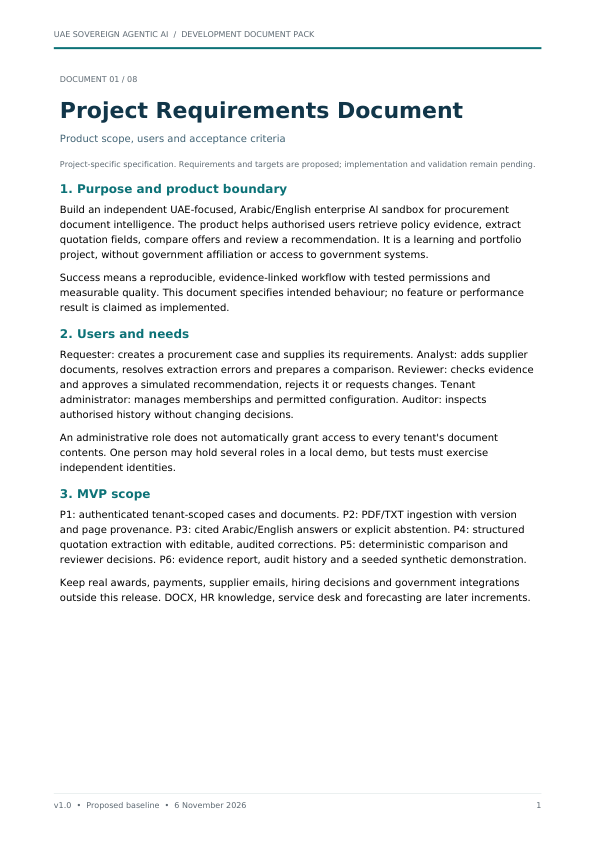 UAE SOVEREIGN AGENTIC AI / DEVELOPMENT DOCUMENT PACK
DOCUMENT 01 / 08
Project Requirements Document
Product scope, users and acceptance criteria
Project-specific specification. Requirements and targets are proposed; implementation and validation remain pending.
1. Purpose and product boundary
Build an independent UAE-focused, Arabic/English enterprise AI sandbox for procurement
document intelligence. The product helps authorised users retrieve policy evidence, extract
quotation fields, compare offers and review a recommendation. It is a learning and portfolio
project, without government affiliation or access to government systems.
Success means a reproducible, evidence-linked workflow with tested permissions and
measurable quality. This document specifies intended behaviour; no feature or performance
result is claimed as implemented.
2. Users and needs
Requester: creates a procurement case and supplies its requirements. Analyst: adds supplier
documents, resolves extraction errors and prepares a comparison. Reviewer: checks evidence
and approves a simulated recommendation, rejects it or requests changes. Tenant
administrator: manages memberships and permitted configuration. Auditor: inspects
authorised history without changing decisions.
An administrative role does not automatically grant access to every tenant's document
contents. One person may hold several roles in a local demo, but tests must exercise
independent identities.
3. MVP scope
P1: authenticated tenant-scoped cases and documents. P2: PDF/TXT ingestion with version
and page provenance. P3: cited Arabic/English answers or explicit abstention. P4: structured
quotation extraction with editable, audited corrections. P5: deterministic comparison and
reviewer decisions. P6: evidence report, audit history and a seeded synthetic demonstration.
Keep real awards, payments, supplier emails, hiring decisions and government integrations
outside this release. DOCX, HR knowledge, service desk and forecasting are later increments.
v1.0 • Proposed baseline • 6 November 2026
1